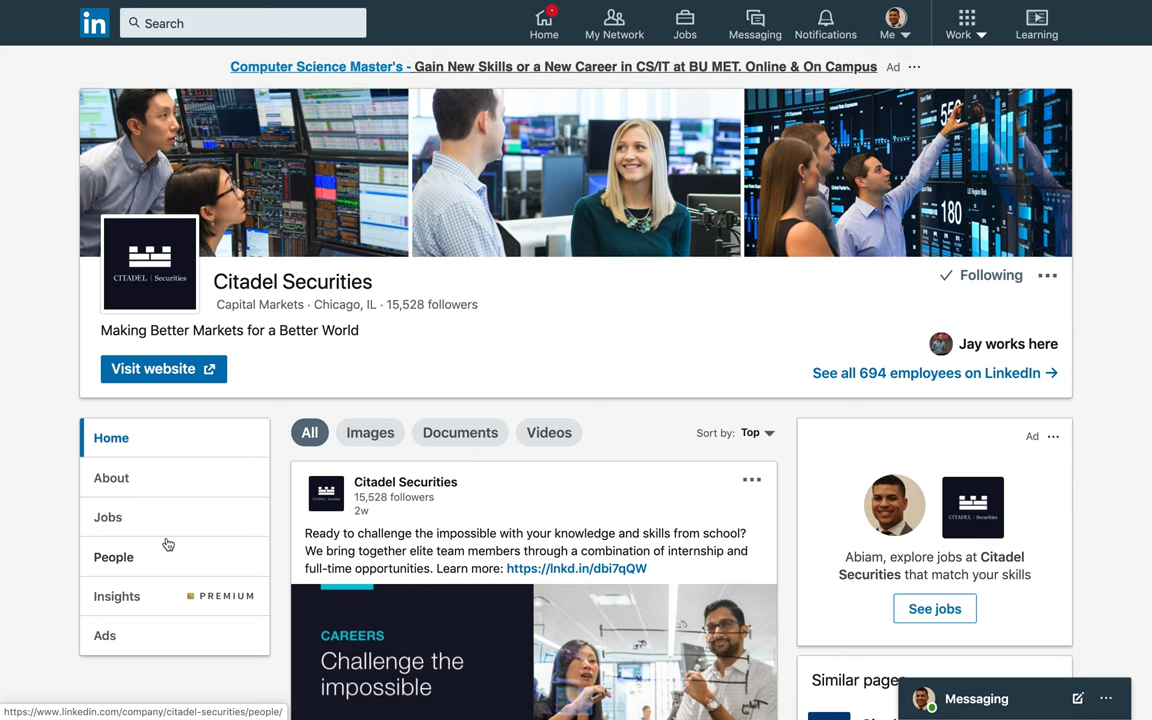 in
Search
Home
My Network
Jobs
Messaging
Notifications
Me
Work
Learning
Computer Science Master's - Gain New Skills or a New Career in CS/IT at BU MET. Online & On Campus Ad
550
180
CITADEL | Securities
Citadel Securities
Capital Markets · Chicago, IL · 15,528 followers
Making Better Markets for a Better World
Visit website
Following
Jay works here
See all 694 employees on LinkedIn →
Home
About
Jobs
People
Insights PREMIUM
Ads
All Images Documents Videos
Sort by: Top
CITADEL | Securities
Citadel Securities
15,528 followers
2w
Ready to challenge the impossible with your knowledge and skills from school?
We bring together elite team members through a combination of internship and
full-time opportunities. Learn more: https://lnkd.in/dbi7qQW
CAREERS
Challenge the
impossible
Ad
CITADEL | Securities
Abiam, explore jobs at Citadel
Securities that match your skills
See jobs
Similar pages
Messaging
https://www.linkedin.com/company/citadel-securities/people/